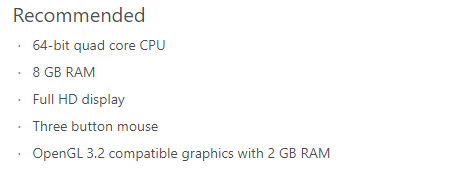 Recommended
· 64-bit quad core CPU
· 8 GB RAM
· Full HD display
· Three button mouse
· OpenGL 3.2 compatible graphics with 2 GB RAM